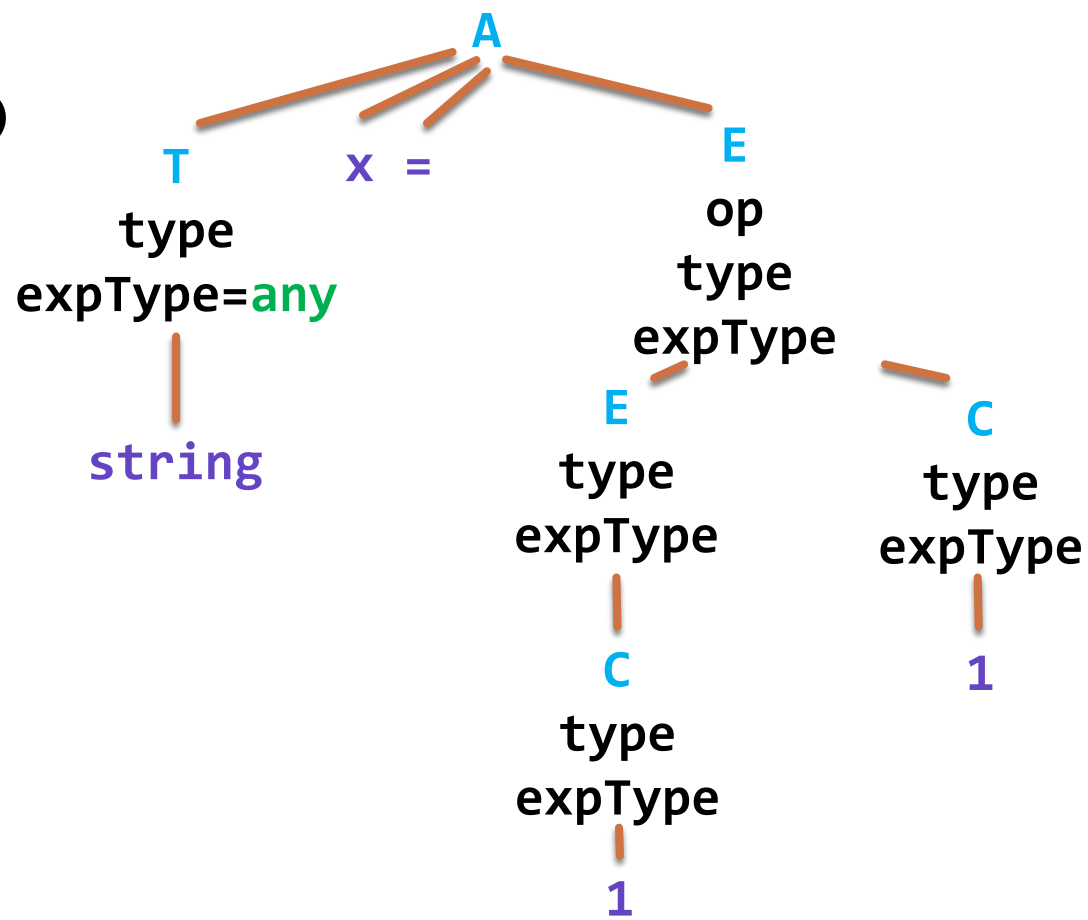 A
)
T
x =
E
type
op
expType=any
type
expType
string
E
C
type
type
expType
expType
C
1
type
expType
1